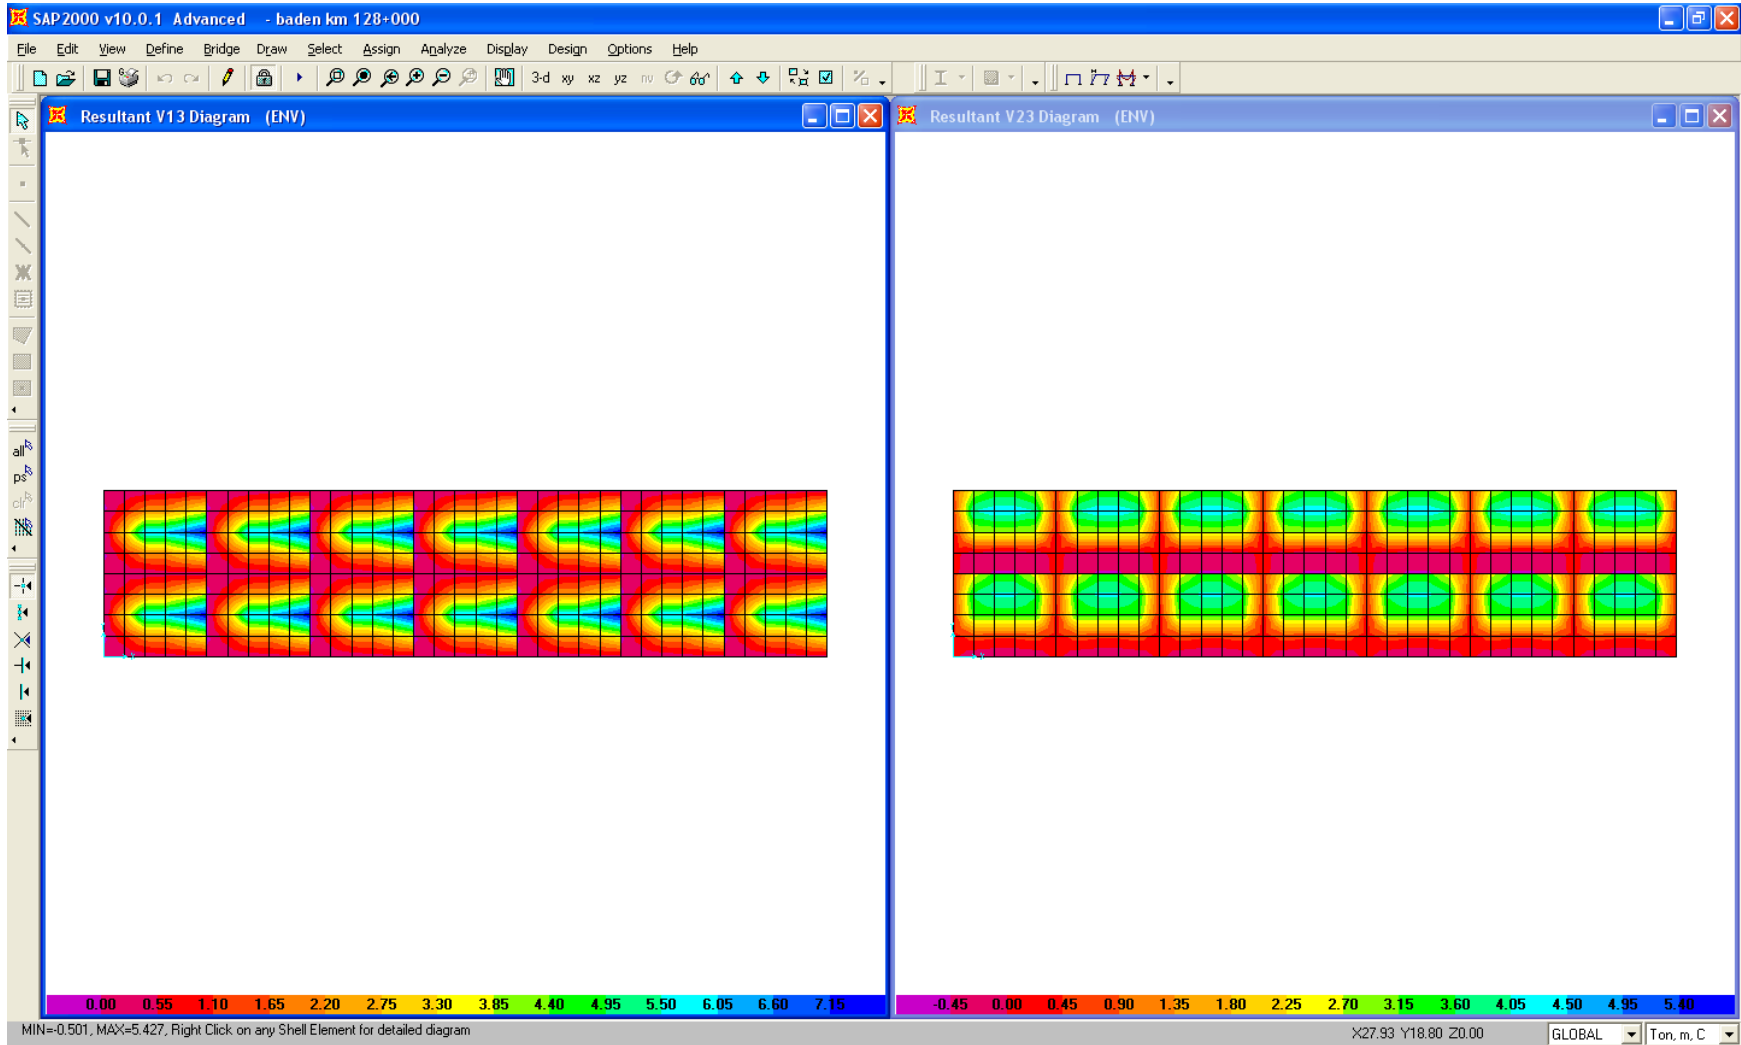 SAP2000 v10.0.1 Advanced - baden km 128+000
File Edit View Define Bridge Draw Select Assign Analyze Display Design Options Help
3-d xy xz yz nv
Resultant V13 Diagram (ENV)
Resultant V23 Diagram (ENV)
all
ps
clr
0.00 0.55 1.10 1.65 2.20 2.75 3.30 3.85 4.40 4.95 5.50 6.05 6.60 7.15
-0.45 0.00 0.45 0.90 1.35 1.80 2.25 2.70 3.15 3.60 4.05 4.50 4.95 5.40
MIN=-0.501, MAX=5.427, Right Click on any Shell Element for detailed diagram
X27.93 Y18.80 Z0.00
GLOBAL
Ton, m, C